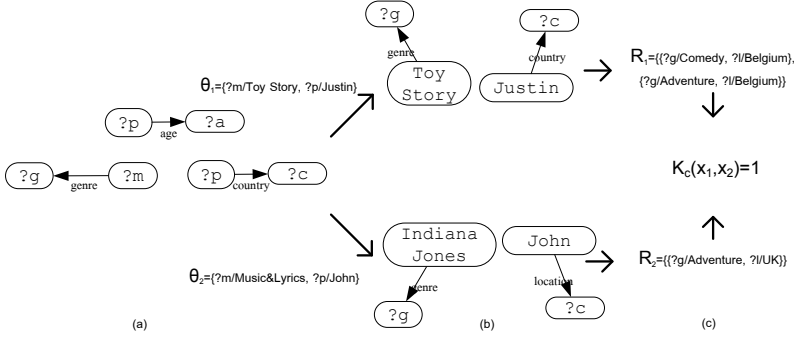 ?g
genre
Toy
Story
?c
country
Justin
θ1={?m/Toy Story, ?p/Justin}
R1={{?g/Comedy, ?l/Belgium},
{?g/Adventure, ?l/Belgium}}
?p
age
?a
?g
genre
?m
?p
country
?c
Kc(x1,x2)=1
Indiana
Jones
John
θ2={?m/Music&Lyrics, ?p/John}
genre
location
R2={{?g/Adventure, ?l/UK}}
?g
?c
(a)
(b)
(c)